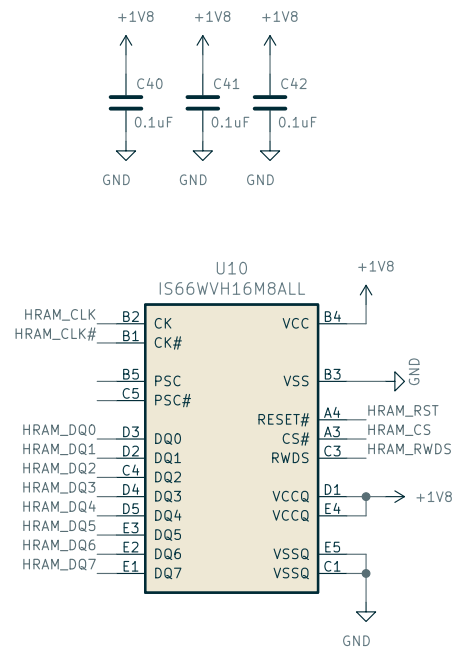 +1V8 +1V8 +1V8
C40 C41 C42
0.1uF 0.1uF 0.1uF
GND GND GND
U10
IS66WVH16M8ALL
+1V8
HRAM_CLK B2 CK VCC B4
HRAM_CLK# B1 CK#
GND
B5 PSC VSS B3
C5 PSC#
RESET# A4 HRAM_RST
HRAM_DQ0 D3 DQ0 CS# A3 HRAM_CS
HRAM_DQ1 D2 DQ1 RWDS C3 HRAM_RWDS
HRAM_DQ2 C4 DQ2
HRAM_DQ3 D4 DQ3 VCCQ D1 +1V8
HRAM_DQ4 D5 DQ4 VCCQ E4
HRAM_DQ5 E3 DQ5
HRAM_DQ6 E2 DQ6 VSSQ E5
HRAM_DQ7 E1 DQ7 VSSQ C1
GND